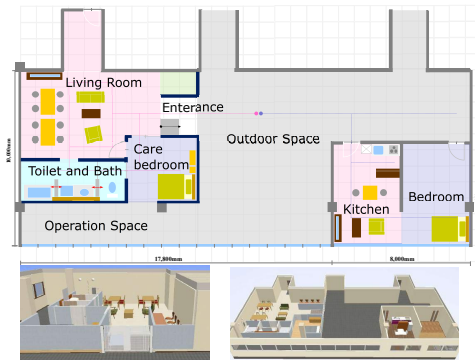 Living Room
Enterance
Outdoor Space
Care
bedroom
Toilet and Bath
Kitchen
Bedroom
Operation Space
17,800mm
8,000mm